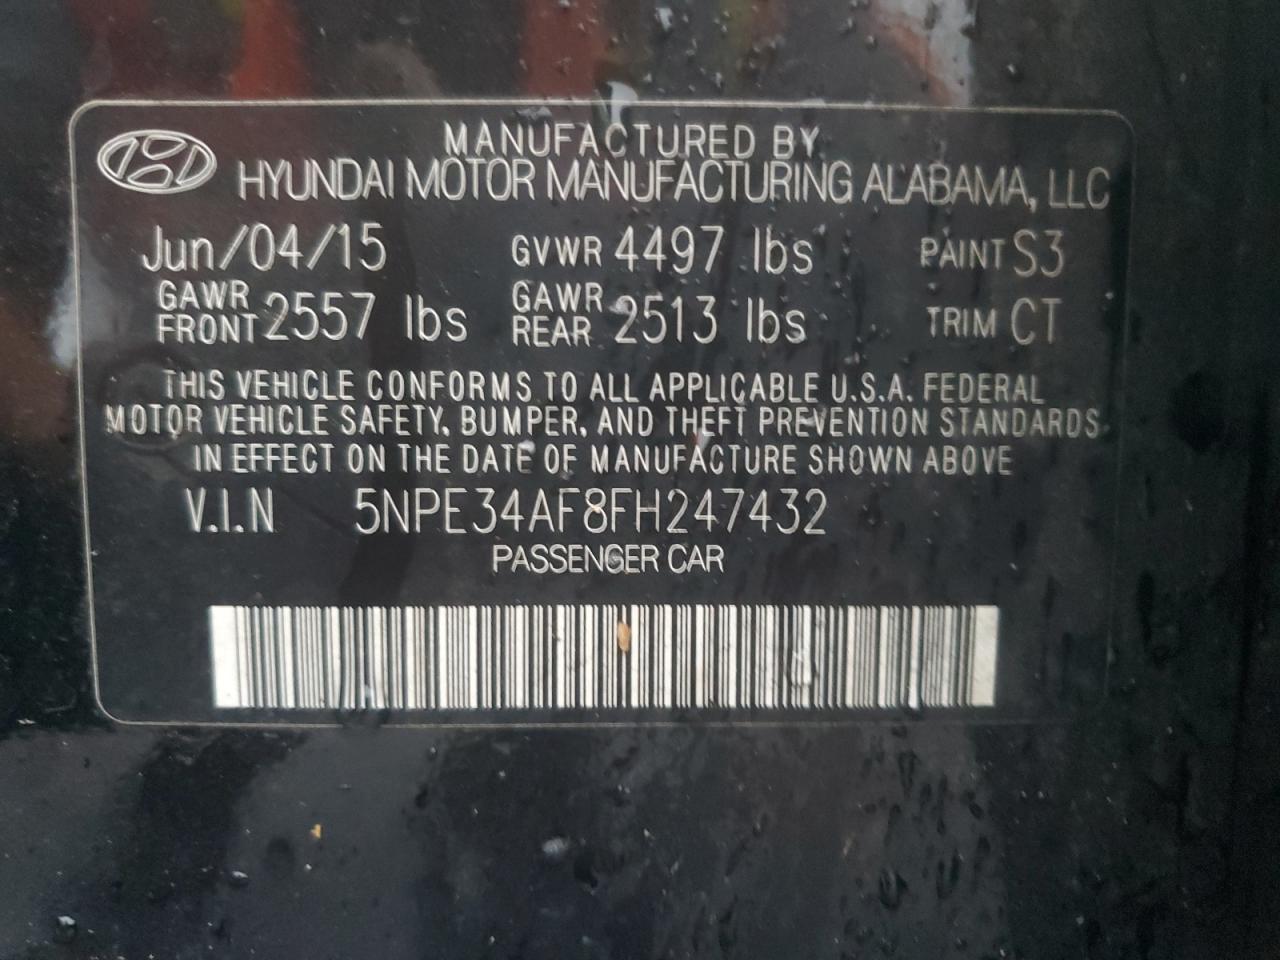 MANUFACTURED BY
HYUNDAI MOTOR MANUFACTURING ALABAMA, LLC
Jun/04/15 GVWR 4497 lbs PAINT S3
GAWR FRONT 2557 lbs GAWR REAR 2513 lbs TRIM CT
THIS VEHICLE CONFORMS TO ALL APPLICABLE U.S.A. FEDERAL
MOTOR VEHICLE SAFETY, BUMPER, AND THEFT PREVENTION STANDARDS
IN EFFECT ON THE DATE OF MANUFACTURE SHOWN ABOVE
V.I.N 5NPE34AF8FH247432
PASSENGER CAR